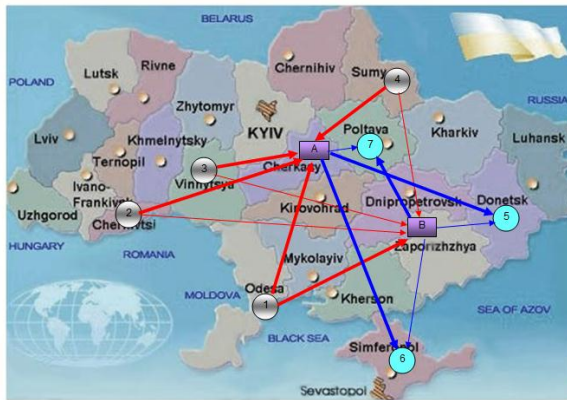 BELARUS
Chernihiv
Sumy
4
Rivne
Lutsk
POLAND
Zhytomyr
KYIV
RUSSIA
Poltava
7
Kharkiv
Lviv
Khmelnytsky
A
Luhansk
Ternopil
3
Cherkasy
Vinnytsya
Ivano-
Frankivsk
Dnipropetrovsk
Donetsk
Kirovohrad
2
Uzhgorod
Chernivtsi
5
B
HUNGARY
ROMANIA
Zaporizhzhya
Mykolayiv
Odesa
MOLDOVA
1
Kherson
SEA OF AZOV
BLACK SEA
Simferopol
6
Sevastopol